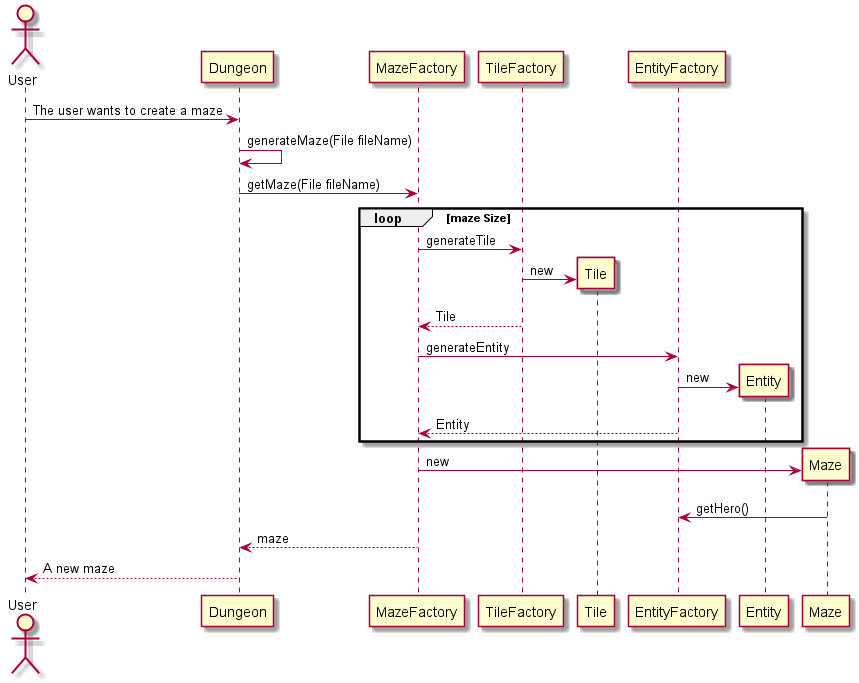 User
Dungeon
MazeFactory
TileFactory
EntityFactory
The user wants to create a maze
generateMaze(File fileName)
getMaze(File fileName)
loop [maze Size]
generateTile
new
Tile
Tile
generateEntity
new
Entity
Entity
new
Maze
getHero()
maze
A new maze
User
Dungeon
MazeFactory
TileFactory
Tile
EntityFactory
Entity
Maze